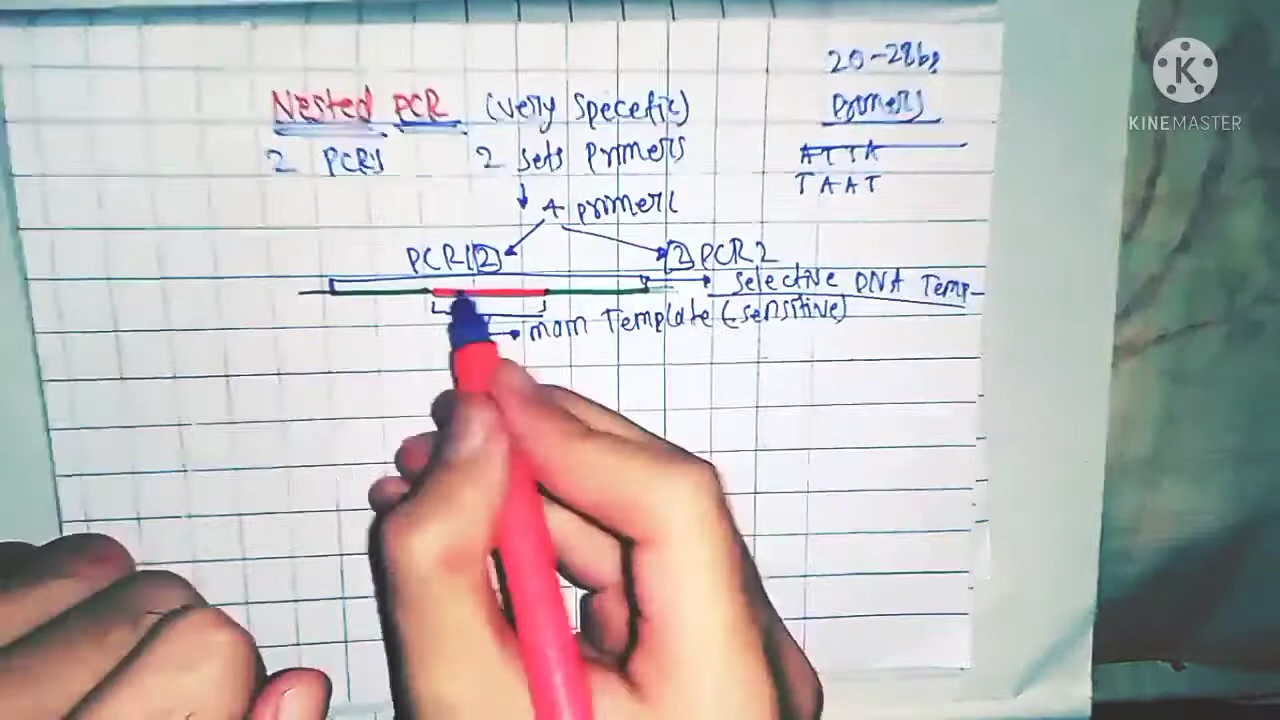 20-28bp
Nested PCR (very specefic)
primers
2 PCRs 2 sets primers
ATTA
TAAT
4 primers
PCR1 2
2 PCR2
selective DNA Temp-
main Template (-sensitive)
K
KINEMASTER